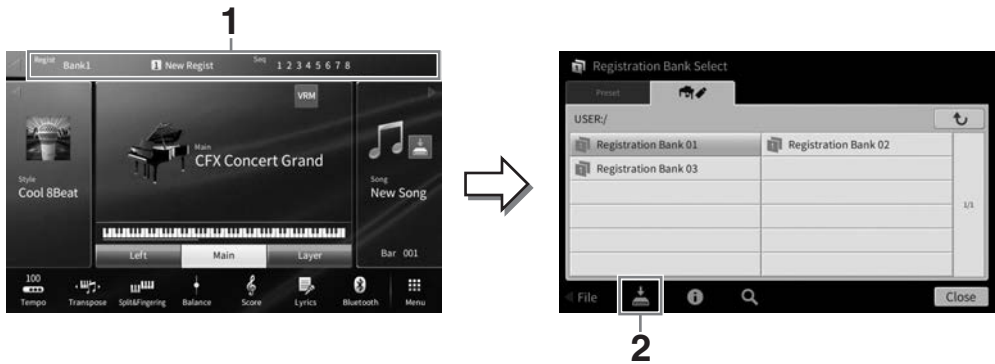 1
Regist Bank1 1 New Regist Seq 1 2 3 4 5 6 7 8
VRM
Main
CFX Concert Grand
Style
Cool 8Beat
Song
New Song
Left Main Layer Bar 001
100
Tempo Transpose Split&Fingering Balance Score Lyrics Bluetooth Menu
Registration Bank Select
Preset
USER:/
Registration Bank 01 Registration Bank 02
Registration Bank 03
1/1
File Close
2